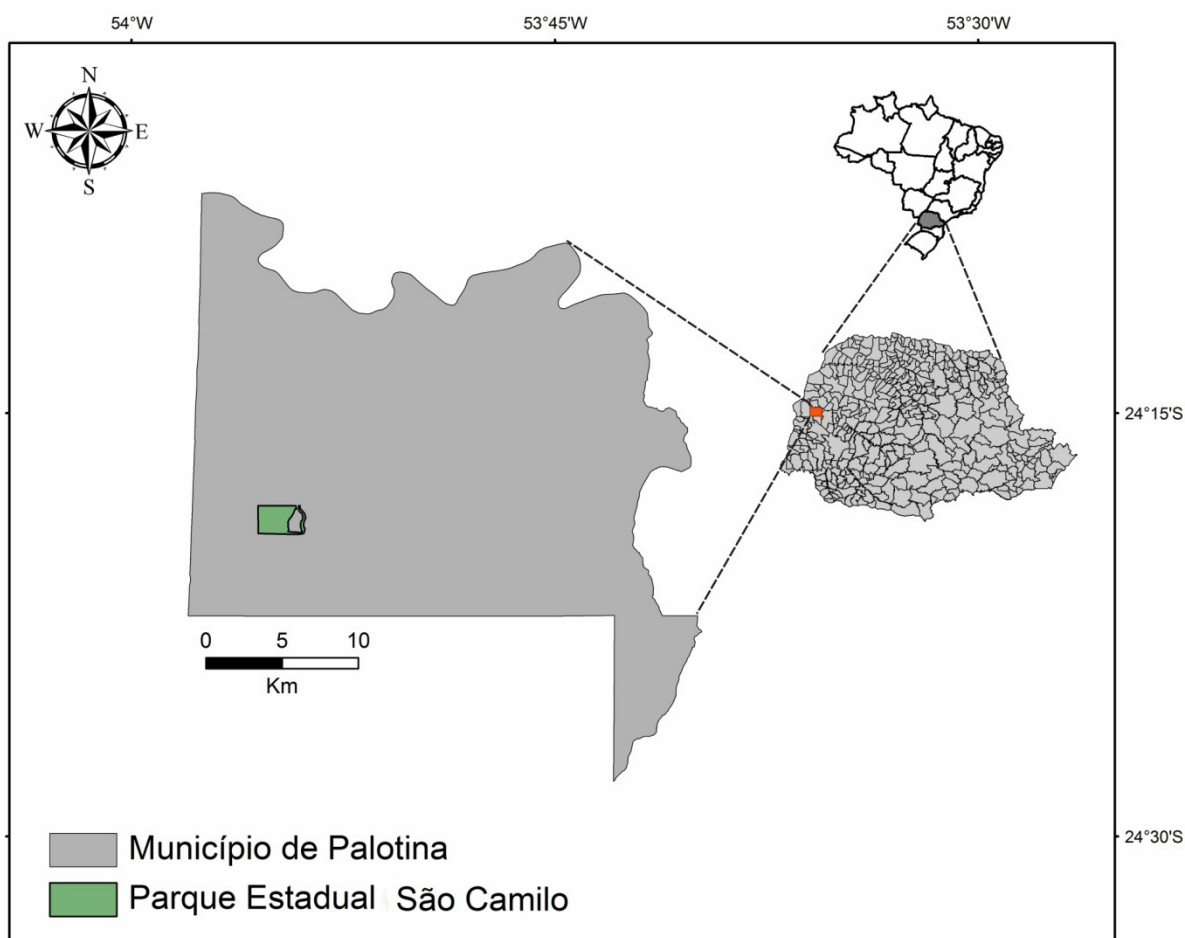 54°W 53°45'W 53°30'W
N
W E
S
24°15'S
0 5 10
Km
24°30'S
Município de Palotina
Parque Estadual São Camilo